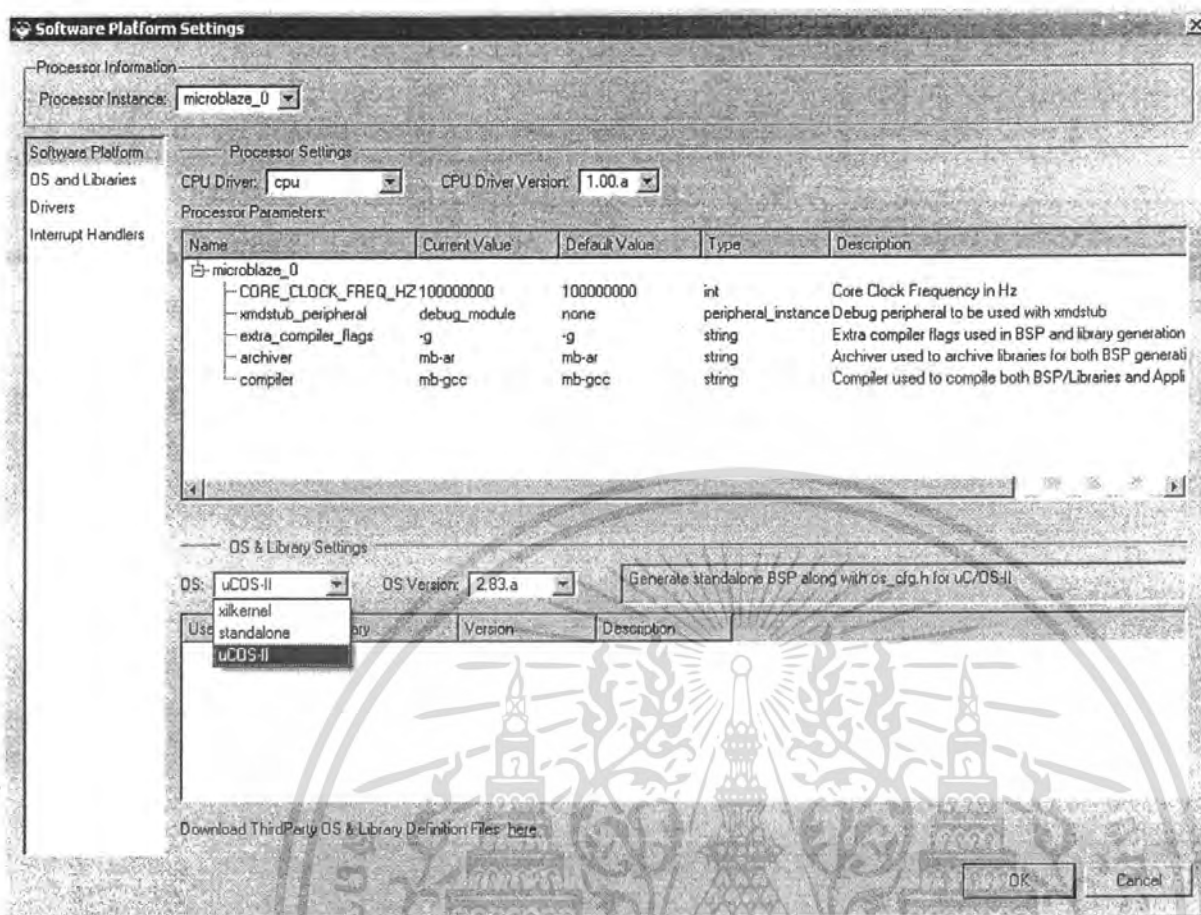 Software Platform Settings
Processor Information
Processor Instance: microblaze_0
Software Platform
OS and Libraries
Drivers
Interrupt Handlers
Processor Settings
CPU Driver: cpu CPU Driver Version: 1.00.a
Processor Parameters:
Name Current Value Default Value Type Description
microblaze_0
CORE_CLOCK_FREQ_HZ 100000000 100000000 int Core Clock Frequency in Hz
xmdstub_peripheral debug_module none peripheral_instance Debug peripheral to be used with xmdstub
extra_compiler_flags -g -g string Extra compiler flags used in BSP and library generation
archiver mb-ar mb-ar string Archiver used to archive libraries for both BSP generati
compiler mb-gcc mb-gcc string Compiler used to compile both BSP/Libraries and Appli
OS & Library Settings
OS: uCOS-II OS Version: 2.83.a Generate standalone BSP along with os_cfg.h for uC/OS-II
xilkernel
standalone
uCOS-II
Use ary Version Description
Download ThirdParty OS & Library Definition Files here
OK Cancel